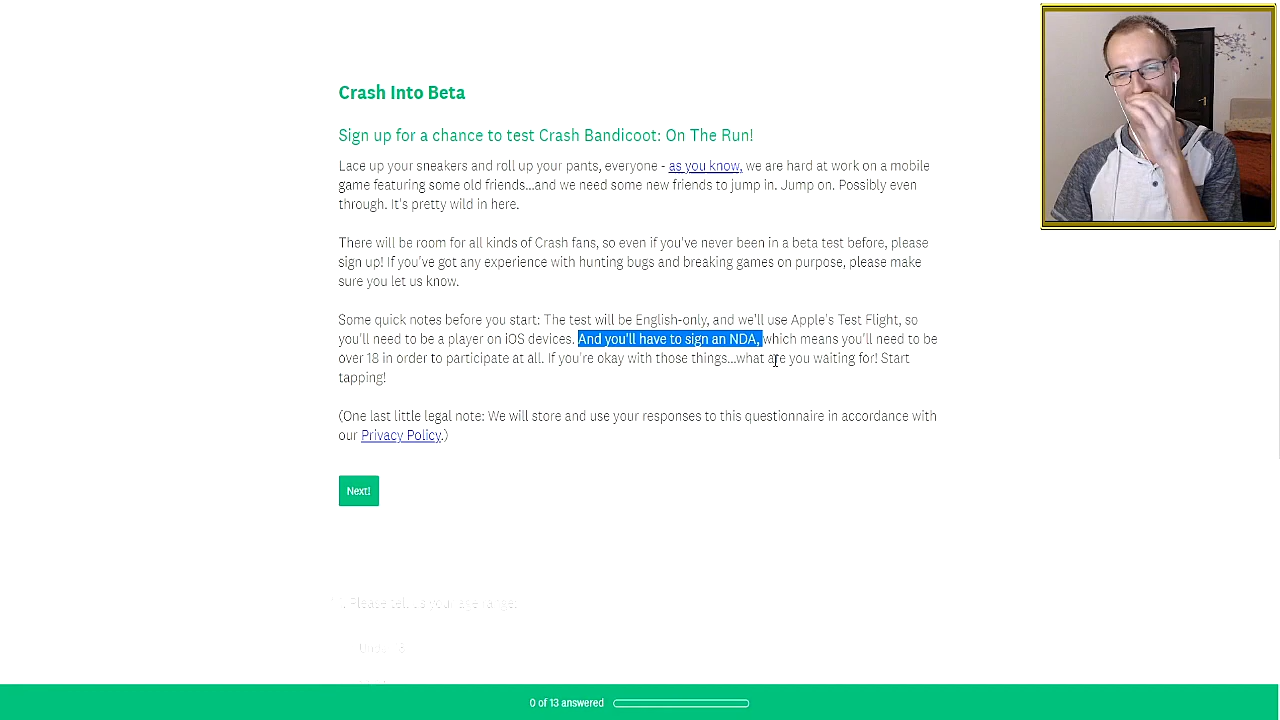 Crash Into Beta
Sign up for a chance to test Crash Bandicoot: On The Run!
Lace up your sneakers and roll up your pants, everyone - as you know, we are hard at work on a mobile
game featuring some old friends...and we need some new friends to jump in. Jump on. Possibly even
through. It's pretty wild in here.
There will be room for all kinds of Crash fans, so even if you've never been in a beta test before, please
sign up! If you've got any experience with hunting bugs and breaking games on purpose, please make
sure you let us know.
Some quick notes before you start: The test will be English-only, and we'll use Apple's Test Flight, so
you'll need to be a player on iOS devices. And you'll have to sign an NDA, which means you'll need to be
over 18 in order to participate at all. If you're okay with those things...what are you waiting for! Start
tapping!
(One last little legal note: We will store and use your responses to this questionnaire in accordance with
our Privacy Policy.)
Next!
Please tell us your age range:
0 of 13 answered